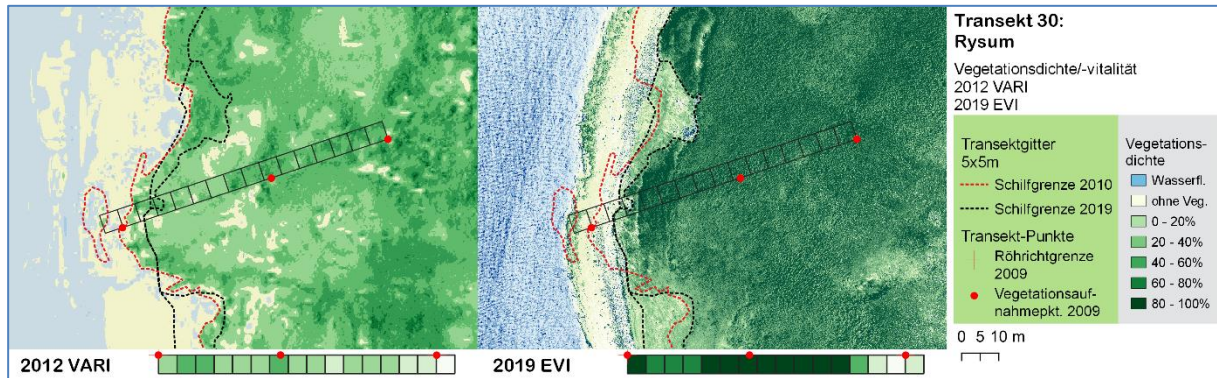 Transekt 30:
Rysum
Vegetationsdichte/-vitalität
2012 VARI
2019 EVI
Transektgitter
5x5m
Schilfgrenze 2010
Schilfgrenze 2019
Transekt-Punkte
Röhrichtgrenze
2009
Vegetationsauf-
nahmepkt. 2009
Vegetations-
dichte
Wasserfl.
ohne Veg.
0 - 20%
20 - 40%
40 - 60%
60 - 80%
80 - 100%
0 5 10 m
2012 VARI
2019 EVI